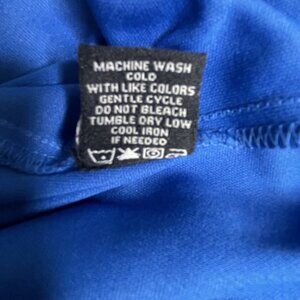 MACHINE WASH
COLD
WITH LIKE COLORS
GENTLE CYCLE
DO NOT BLEACH
TUMBLE DRY LOW
COOL IRON
IF NEEDED